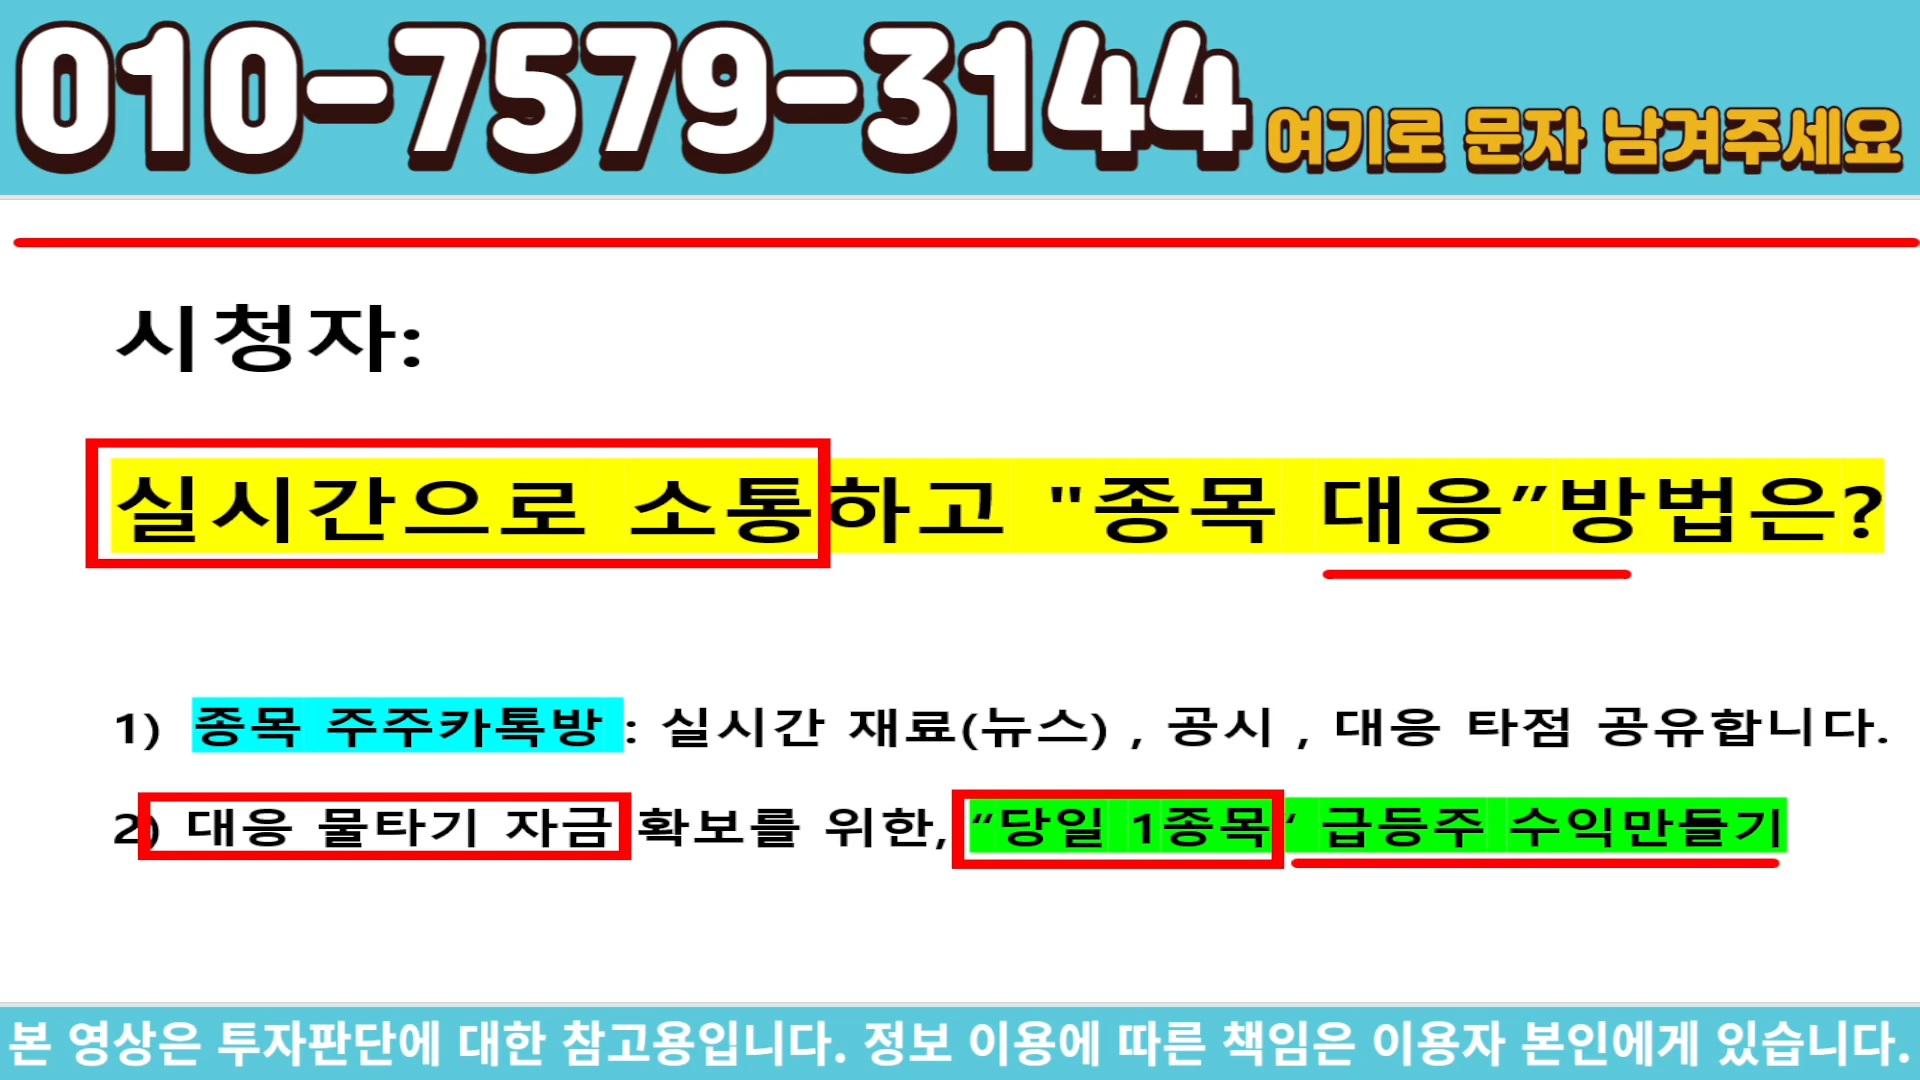 010-7579-3144 여기로 문자 남겨주세요
시청자:
실시간으로 소통하고 "종목 대응”방법은?
1) 종목 주주카톡방 : 실시간 재료(뉴스) , 공시 , 대응 타점 공유합니다.
2) 대응 물타기 자금 확보를 위한, “당일 1종목“ 급등주 수익만들기
본 영상은 투자판단에 대한 참고용입니다. 정보 이용에 따른 책임은 이용자 본인에게 있습니다.